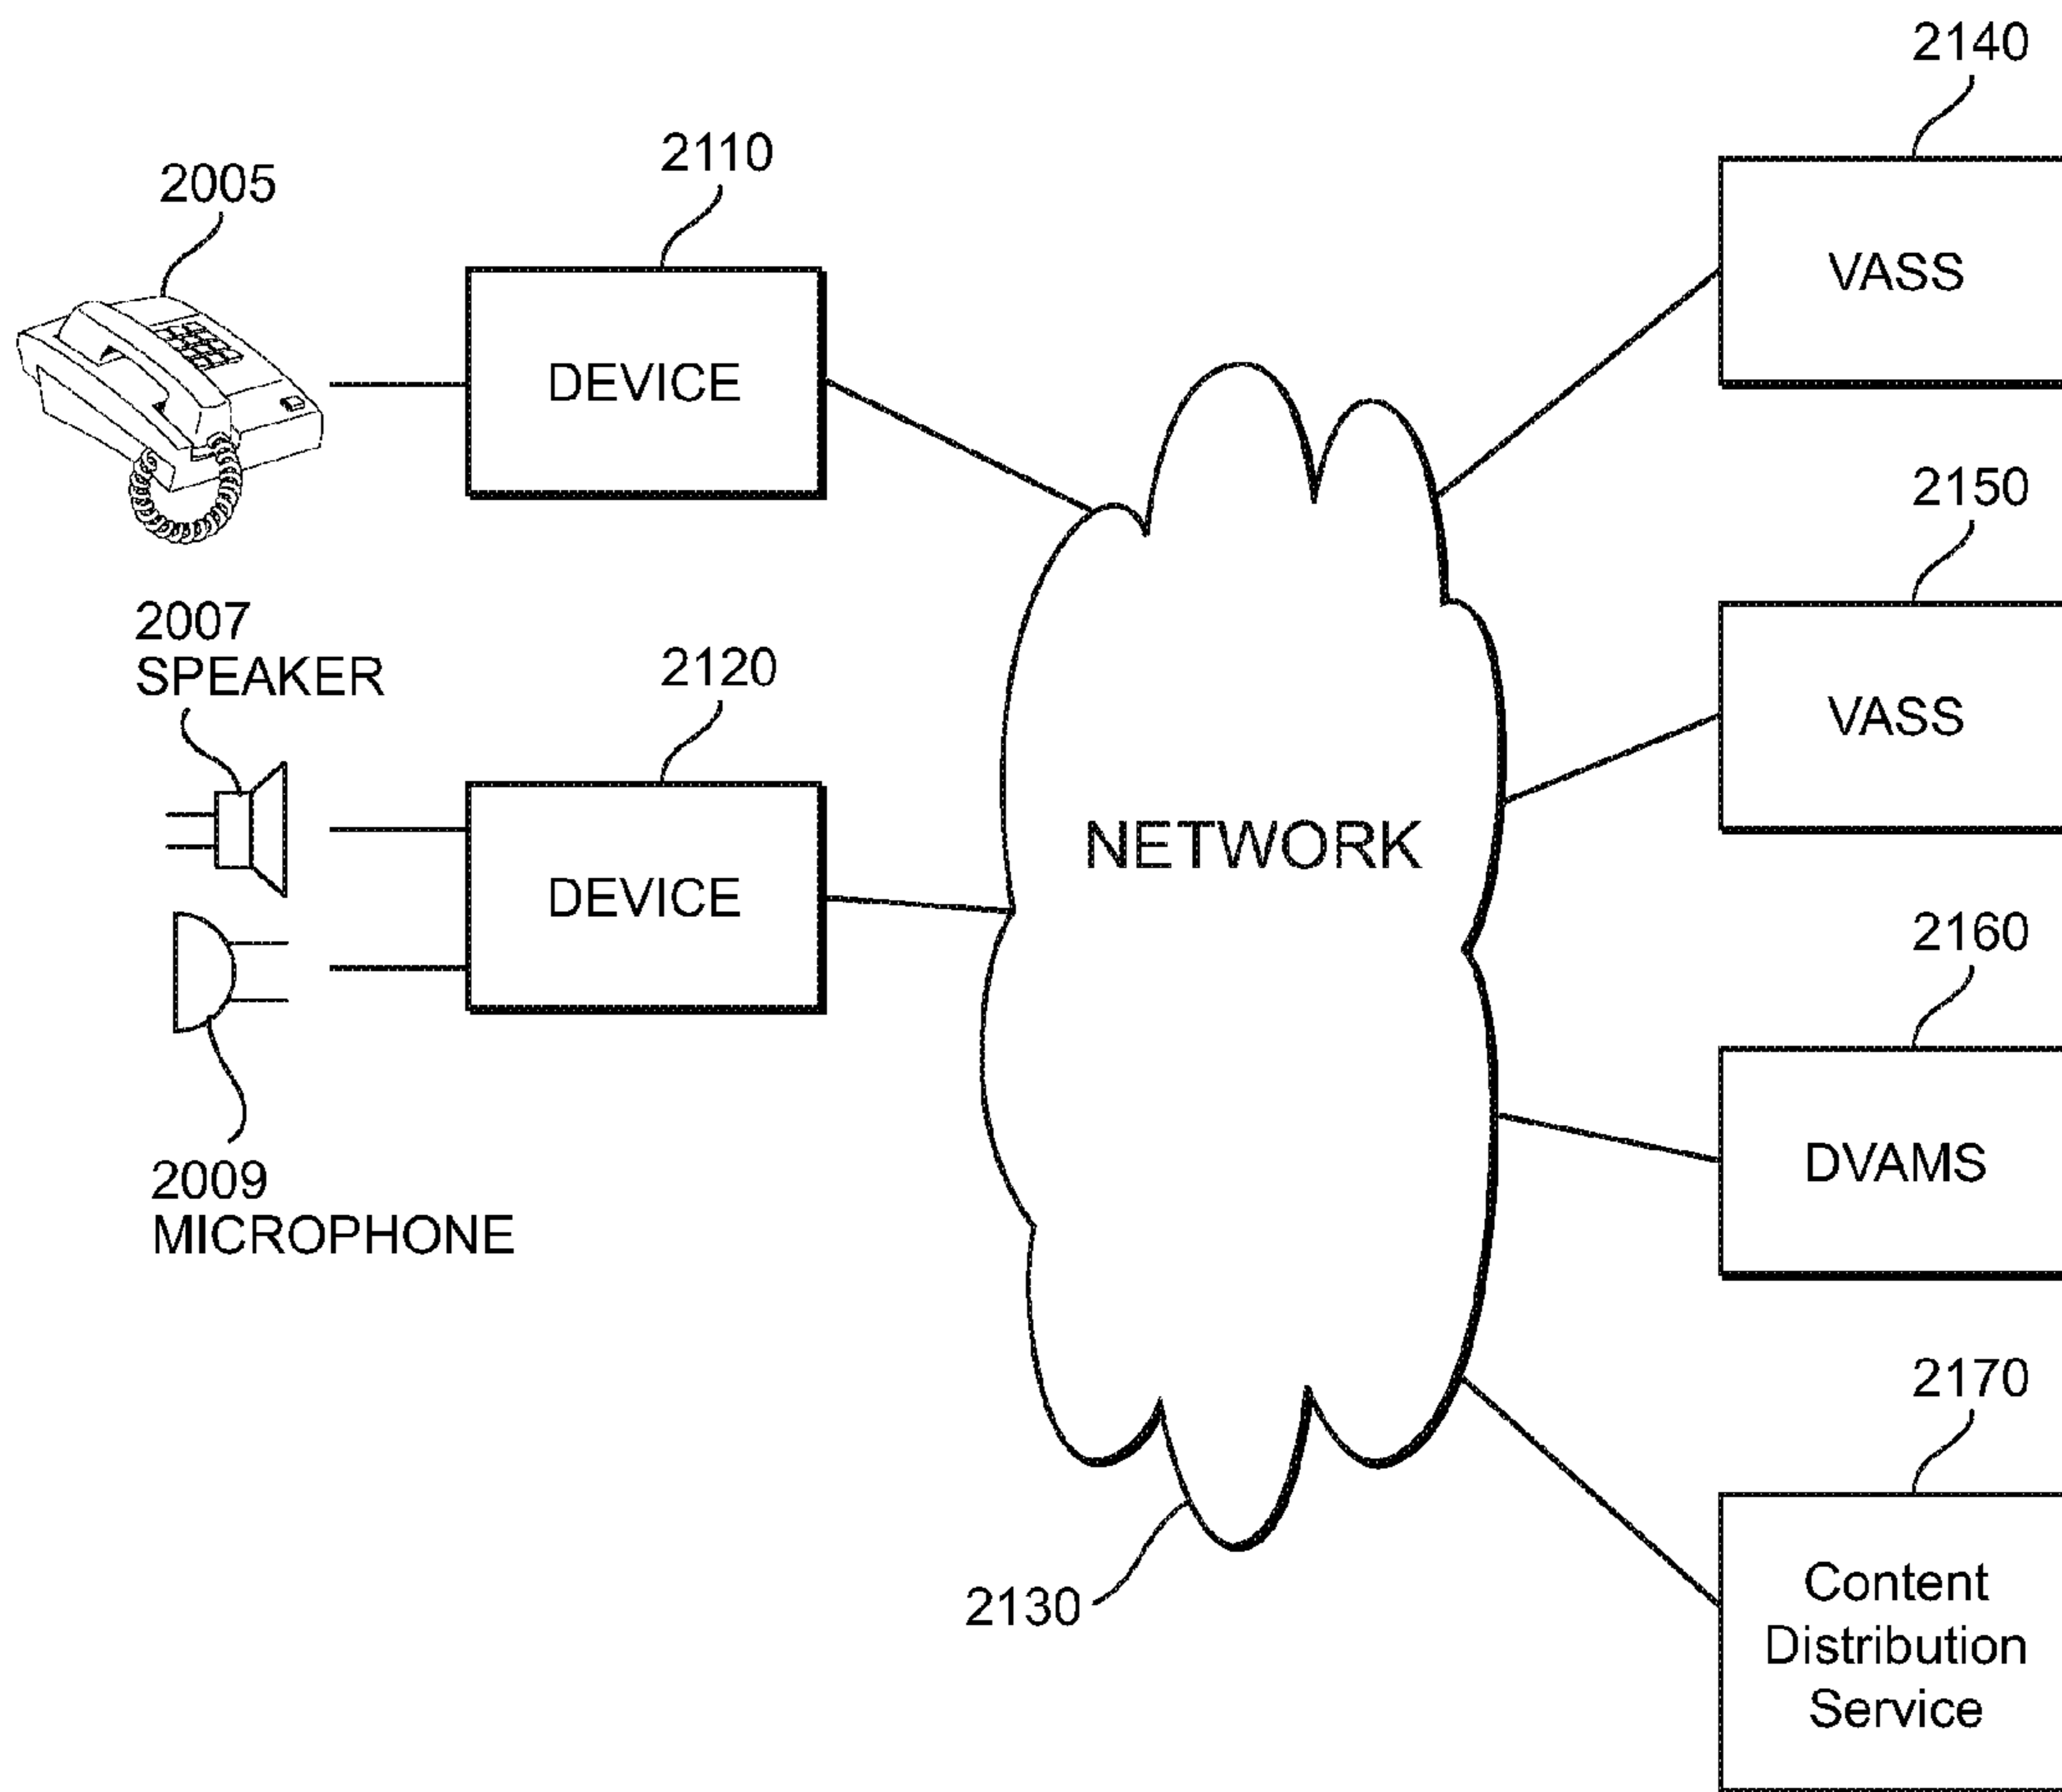 2140
2110
2005
VASS
DEVICE
2150
2007
SPEAKER
2120
VASS
NETWORK
DEVICE
2160
2009
MICROPHONE
DVAMS
2170
2130
Content
Distribution
Service